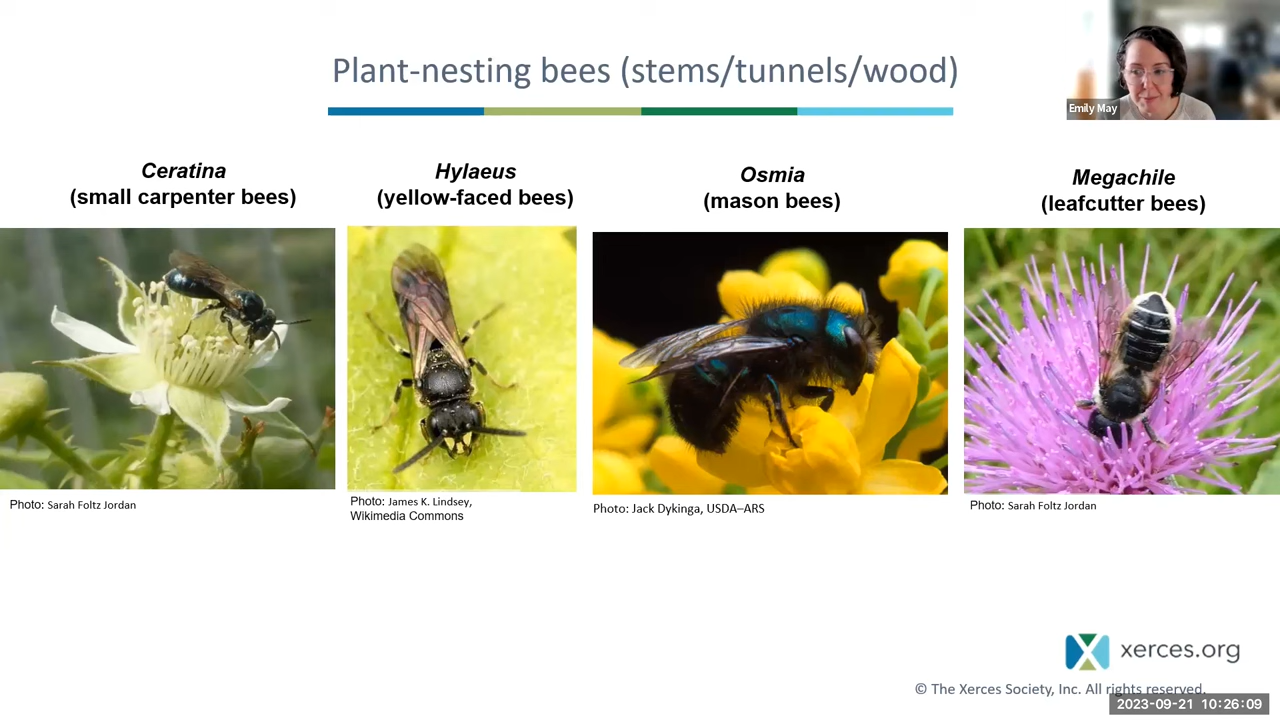 Plant-nesting bees (stems/tunnels/wood)
Emily May
Ceratina
(small carpenter bees)
Hylaeus
(yellow-faced bees)
Osmia
(mason bees)
Megachile
(leafcutter bees)
Photo: Sarah Foltz Jordan
Photo: James K. Lindsey,
Wikimedia Commons
Photo: Jack Dykinga, USDA–ARS
Photo: Sarah Foltz Jordan
xerces.org
© The Xerces Society, Inc. All rights reserved.
2023-09-21 10:26:09